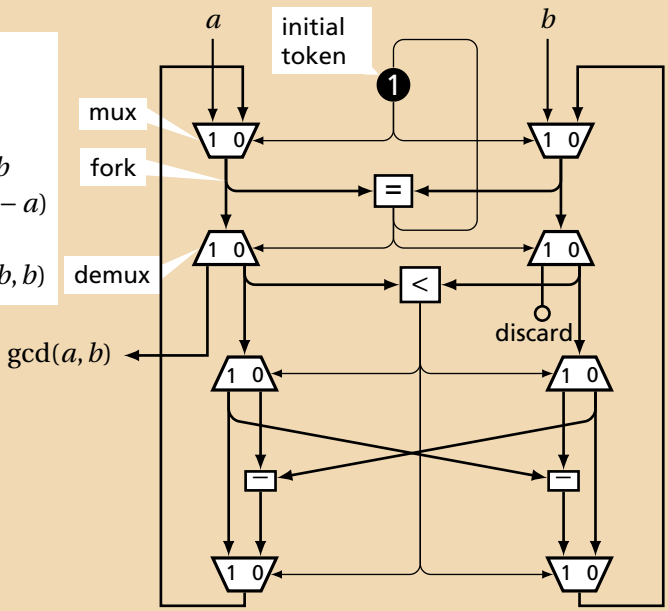 a
initial
token
b
1
mux
1 0
1 0
b
fork
=
– a)
1 0
1 0
b, b)
demux
<
discard
gcd(a, b)
1 0
1 0
–
–
1 0
1 0